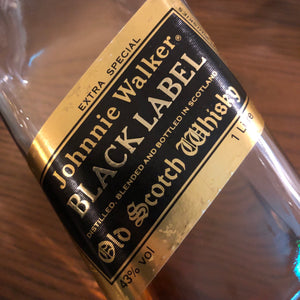 EXTRA SPECIAL
Johnnie Walker®
BLACK LABEL
DISTILLED, BLENDED AND BOTTLED IN SCOTLAND
Old Scotch Whisky
43% vol
1 Litre